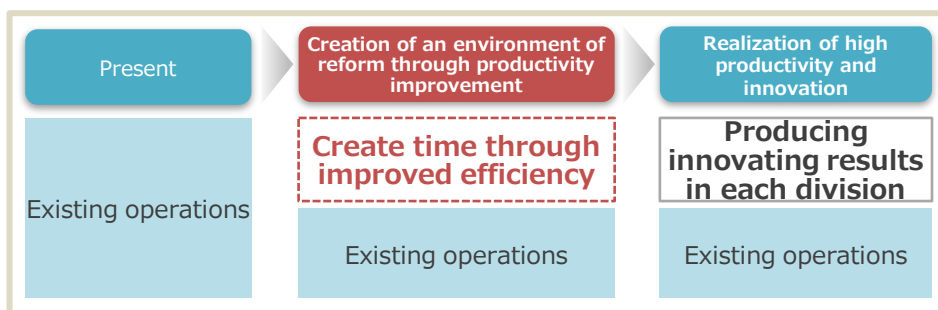 Present
Creation of an environment of
reform through productivity
improvement
Realization of high
productivity and
innovation
Existing operations
Create time through
improved efficiency
Existing operations
Producing
innovating results
in each division
Existing operations